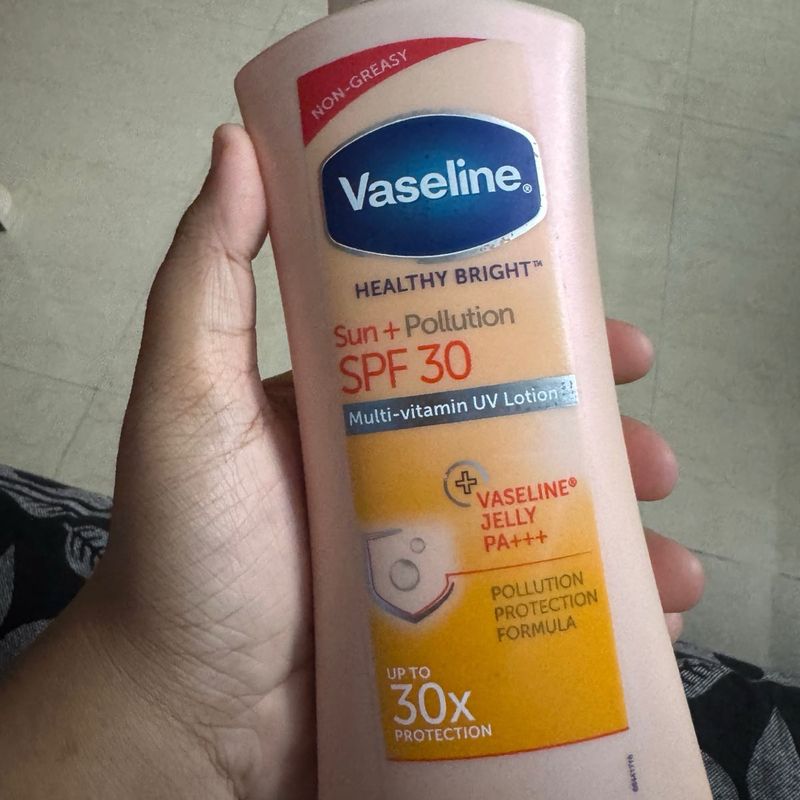 NON-GREASY
Vaseline®
HEALTHY BRIGHT™
Sun + Pollution
SPF 30
Multi-vitamin UV Lotion
VASELINE®
JELLY
PA+++
POLLUTION
PROTECTION
FORMULA
UP TO
30x
PROTECTION